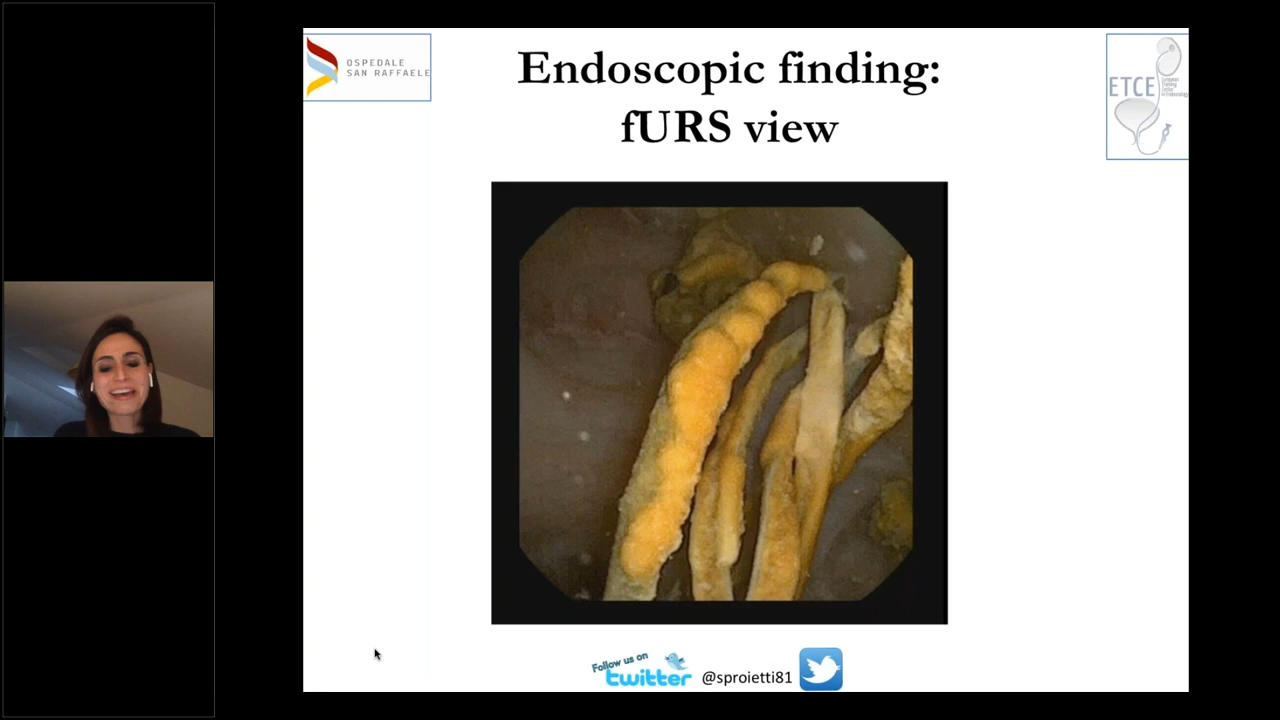 OSPEDALE
SAN RAFFAELE
Endoscopic finding:
fURS view
ETCE
Follow us on
twitter
@sproietti81